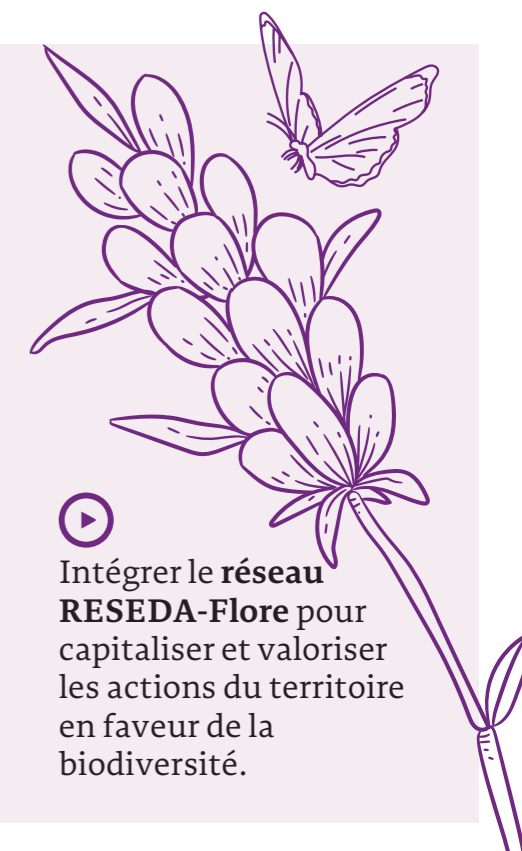 Intégrer le réseau
RESEDA-Flore pour
capitaliser et valoriser
les actions du territoire
en faveur de la
biodiversité.